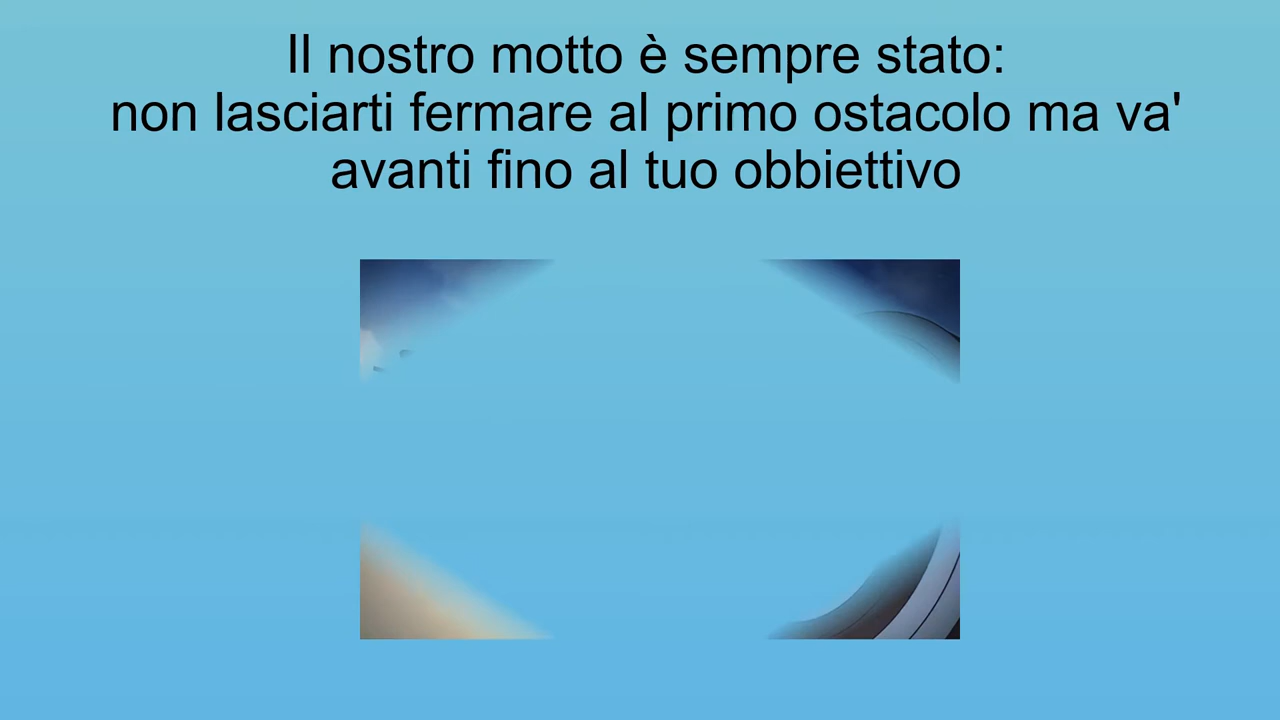 Il nostro motto è sempre stato:
non lasciarti fermare al primo ostacolo ma va'
avanti fino al tuo obbiettivo